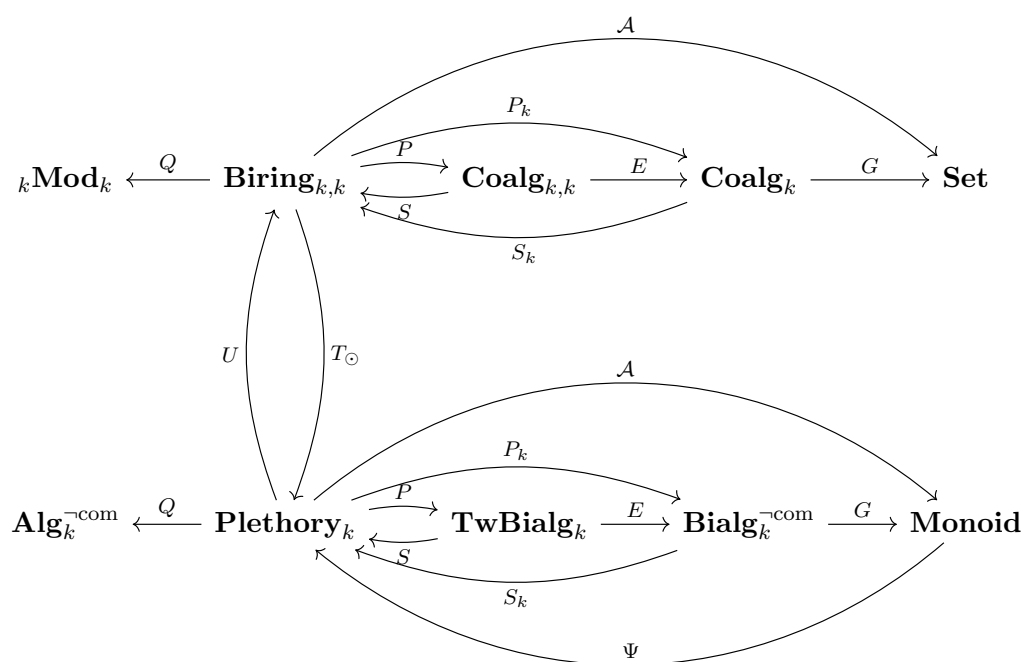 𝒜
P_k
_kMod_k Q Biring_{k,k} P Coalg_{k,k} E Coalg_k G Set
S
S_k
U T_⊙
𝒜
P_k
Alg_k^{¬com} Q Plethory_k P TwBialg_k E Bialg_k^{¬com} G Monoid
S
S_k
Ψ